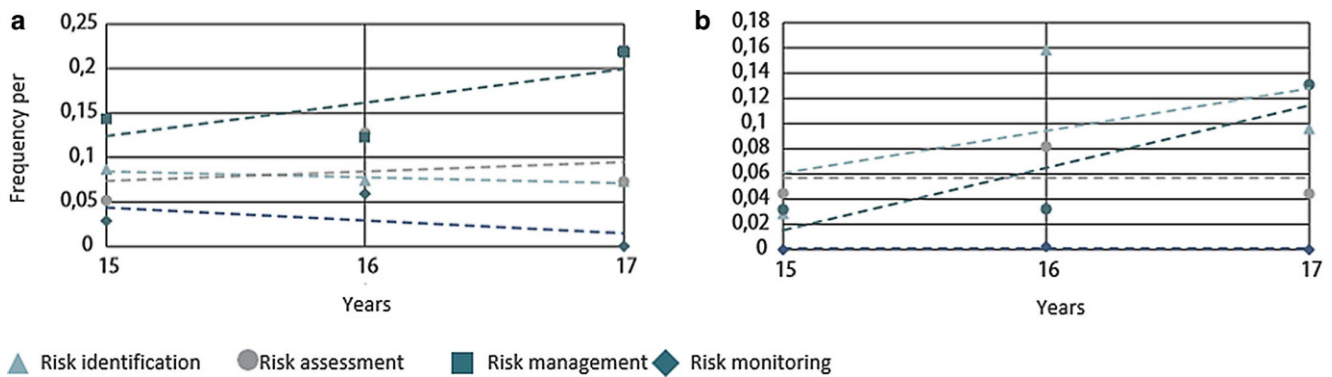 a
Frequency per
0,25
0,2
0,15
0,1
0,05
0
15 16 17
Years
b
0,18
0,16
0,14
0,12
0,1
0,08
0,06
0,04
0,02
0
15 16 17
Years
Risk identification Risk assessment Risk management Risk monitoring